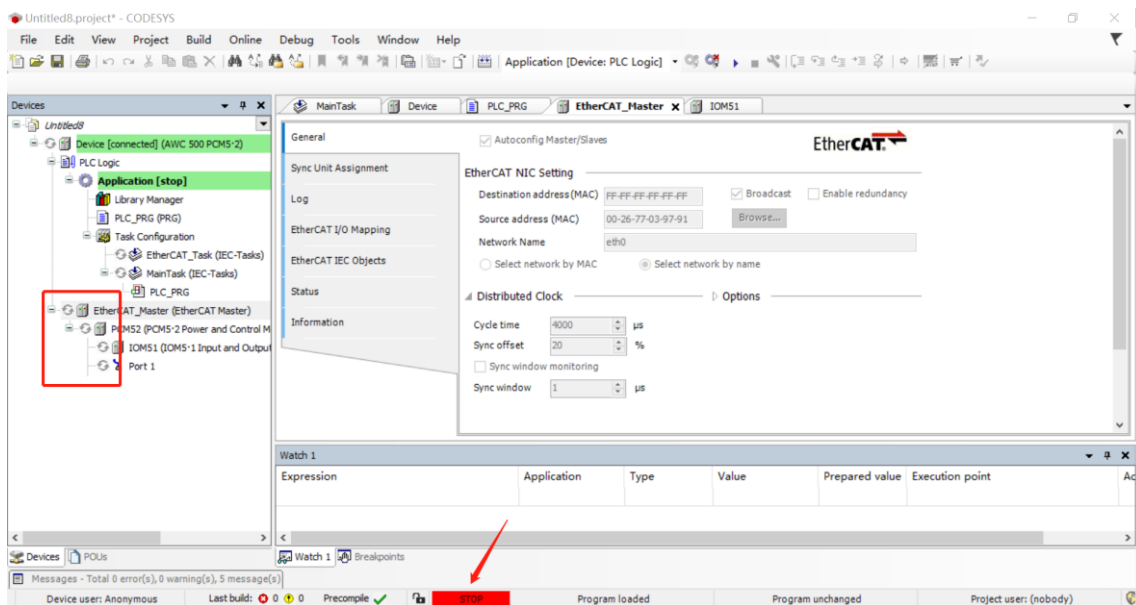 Untitled8.project* - CODESYS
File Edit View Project Build Online Debug Tools Window Help
Application [Device: PLC Logic]
Devices
MainTask Device PLC_PRG EtherCAT_Master IOM51
Untitled8
Device [connected] (AWC 500 PCM5-2)
PLC Logic
Application [stop]
Library Manager
PLC_PRG (PRG)
Task Configuration
EtherCAT_Task (IEC-Tasks)
MainTask (IEC-Tasks)
PLC_PRG
EtherCAT_Master (EtherCAT Master)
PCM52 (PCM5-2 Power and Control M
IOM51 (IOM5-1 Input and Output
Port 1
General
Sync Unit Assignment
Log
EtherCAT I/O Mapping
EtherCAT IEC Objects
Status
Information
Autoconfig Master/Slaves
EtherCAT
EtherCAT NIC Setting
Destination address (MAC) FF-FF-FF-FF-FF-FF Broadcast Enable redundancy
Source address (MAC) 00-26-77-03-97-91 Browse...
Network Name eth0
Select network by MAC Select network by name
Distributed Clock Options
Cycle time 4000 µs
Sync offset 20 %
Sync window monitoring
Sync window 1 µs
Watch 1
Expression Application Type Value Prepared value Execution point Ad
Devices POUs
Watch 1 Breakpoints
Messages - Total 0 error(s), 0 warning(s), 5 message(s)
Device user: Anonymous Last build: 0 0 Precompile STOP Program loaded Program unchanged Project user: (nobody)